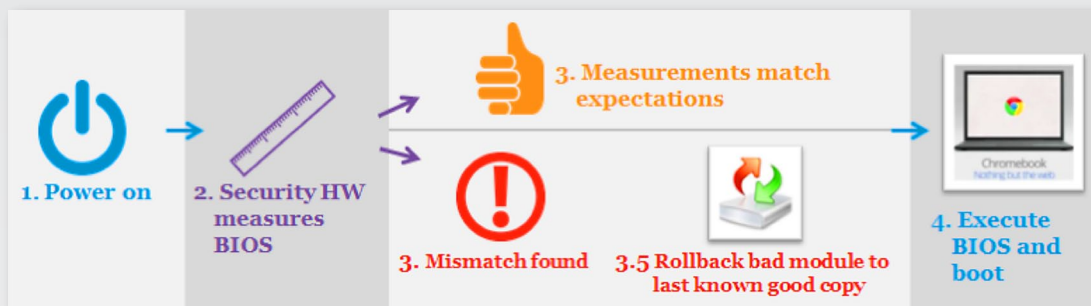 1. Power on
2. Security HW
measures
BIOS
3. Measurements match
expectations
3. Mismatch found
3.5 Rollback bad module to
last known good copy
Chromebook
Nothing but the web
4. Execute
BIOS and
boot